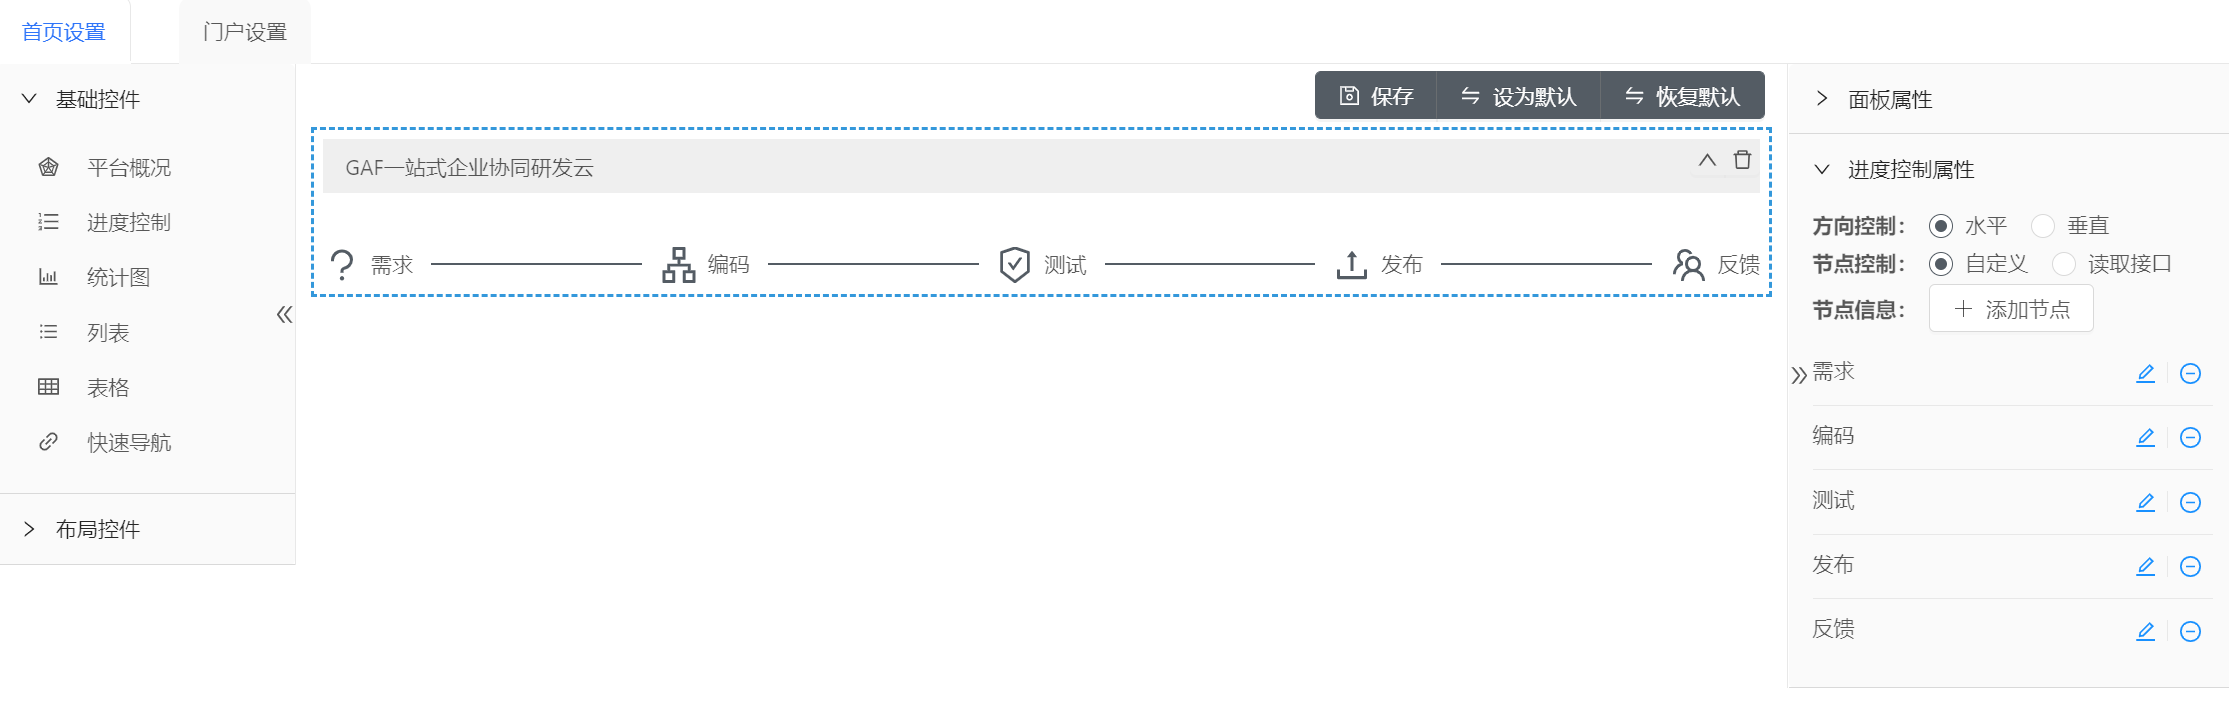 首页设置
门户设置
基础控件
平台概况
进度控制
统计图
列表
表格
快速导航
布局控件
保存
设为默认
恢复默认
GAF一站式企业协同研发云
需求
编码
测试
发布
反馈
面板属性
进度控制属性
方向控制： 水平 垂直
节点控制： 自定义 读取接口
节点信息： 添加节点
需求
编码
测试
发布
反馈